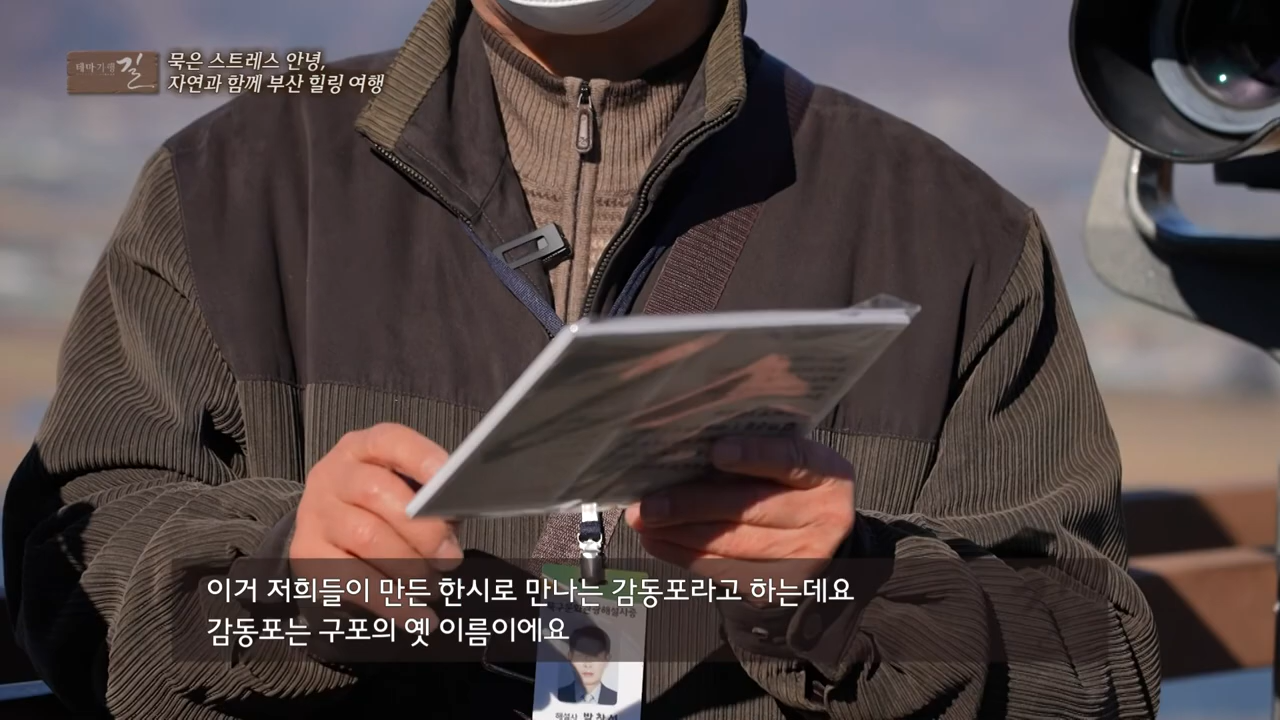 테마기행 길
묵은 스트레스 안녕,
자연과 함께 부산 힐링 여행
이거 저희들이 만든 한시로 만나는 감동포라고 하는데요
감동포는 구포의 옛 이름이에요
해설사